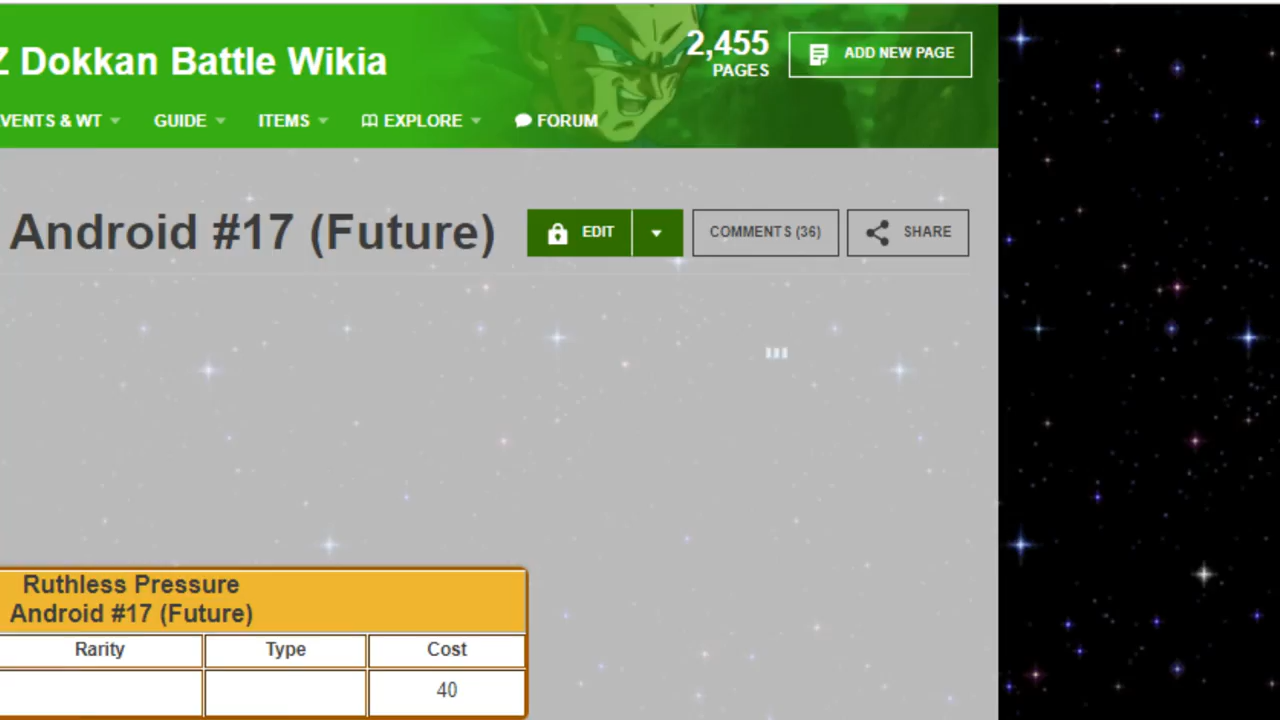 Z Dokkan Battle Wikia
2,455
PAGES
ADD NEW PAGE
VENTS & WT
GUIDE
ITEMS
EXPLORE
FORUM
Android #17 (Future)
EDIT
COMMENTS (36)
SHARE
Ruthless Pressure
Android #17 (Future)
Rarity Type Cost
40